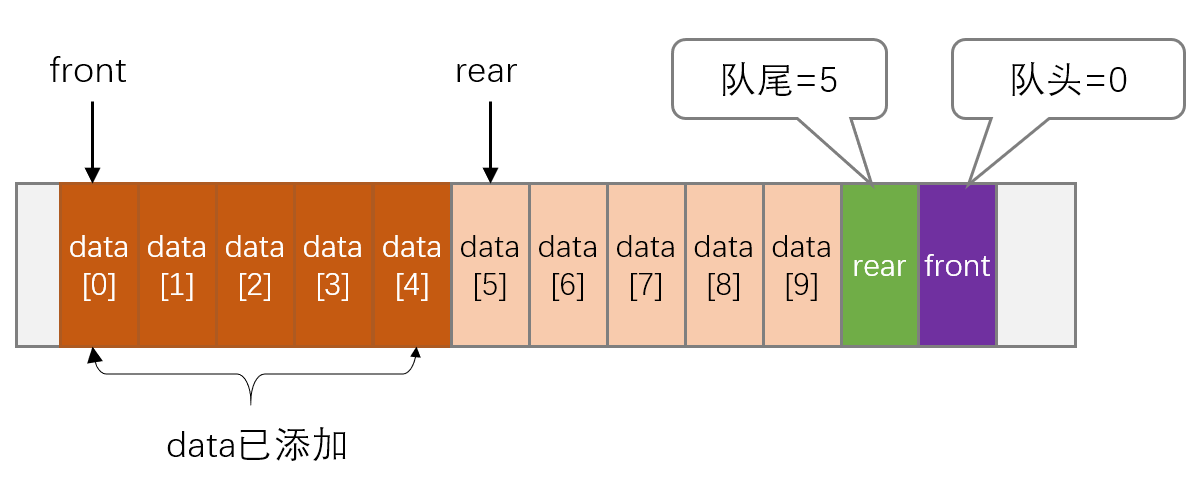 front
rear
队尾=5
队头=0
data
[0]
data
[1]
data
[2]
data
[3]
data
[4]
data
[5]
data
[6]
data
[7]
data
[8]
data
[9]
rear
front
data已添加